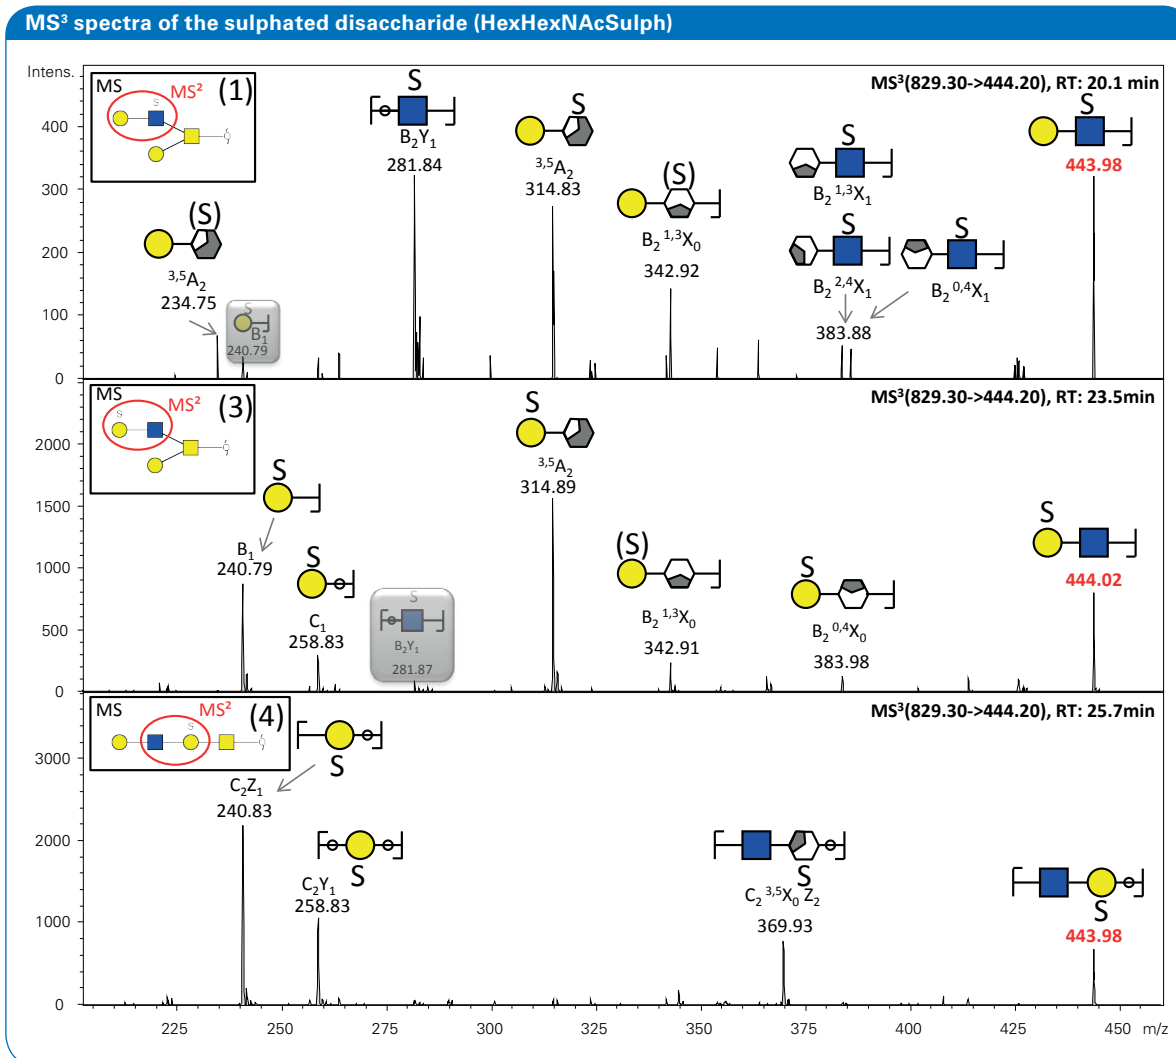 MS³ spectra of the sulphated disaccharide (HexHexNAcSulph)
Intens.
MS
MS²
(1)
S
MS³(829.30->444.20), RT: 20.1 min
400
300
200
100
0
(S)
³,⁵A₂
234.75
S
B₁
240.79
S
B₂Y₁
281.84
S
³,⁵A₂
314.83
(S)
B₂ ¹,³X₀
342.92
S
B₂ ¹,³X₁
S
B₂ ²,⁴X₁
S
B₂ ⁰,⁴X₁
383.88
S
443.98
MS
MS²
(3)
S
MS³(829.30->444.20), RT: 23.5min
2000
1500
1000
500
0
S
B₁
240.79
S
C₁
258.83
S
B₂Y₁
281.87
S
³,⁵A₂
314.89
(S)
B₂ ¹,³X₀
342.91
S
B₂ ⁰,⁴X₀
383.98
S
444.02
MS
MS²
(4)
S
MS³(829.30->444.20), RT: 25.7min
3000
2000
1000
0
S
C₂Z₁
240.83
S
C₂Y₁
258.83
S
C₂ ³,⁵X₀ Z₂
369.93
S
443.98
225 250 275 300 325 350 375 400 425 450 m/z